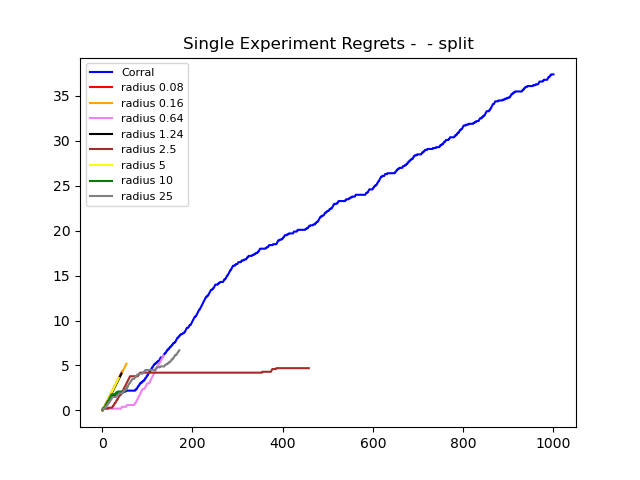 Single Experiment Regrets -  - split
Corral
radius 0.08
radius 0.16
radius 0.64
radius 1.24
radius 2.5
radius 5
radius 10
radius 25
35
30
25
20
15
10
5
0
0 200 400 600 800 1000